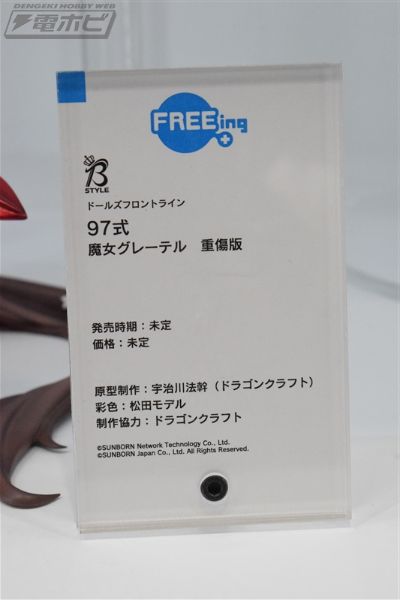 DENGEKI HOBBY WEB
電ホビ
FREEing
B
STYLE
ドールズフロントライン
97式
魔女グレーテル 重傷版
発売時期：未定
価格：未定
原型制作：宇治川法幹（ドラゴンクラフト）
彩色：松田モデル
制作協力：ドラゴンクラフト
©SUNBORN Network Technology Co., Ltd.
©SUNBORN Japan Co., Ltd. All Rights Reserved.